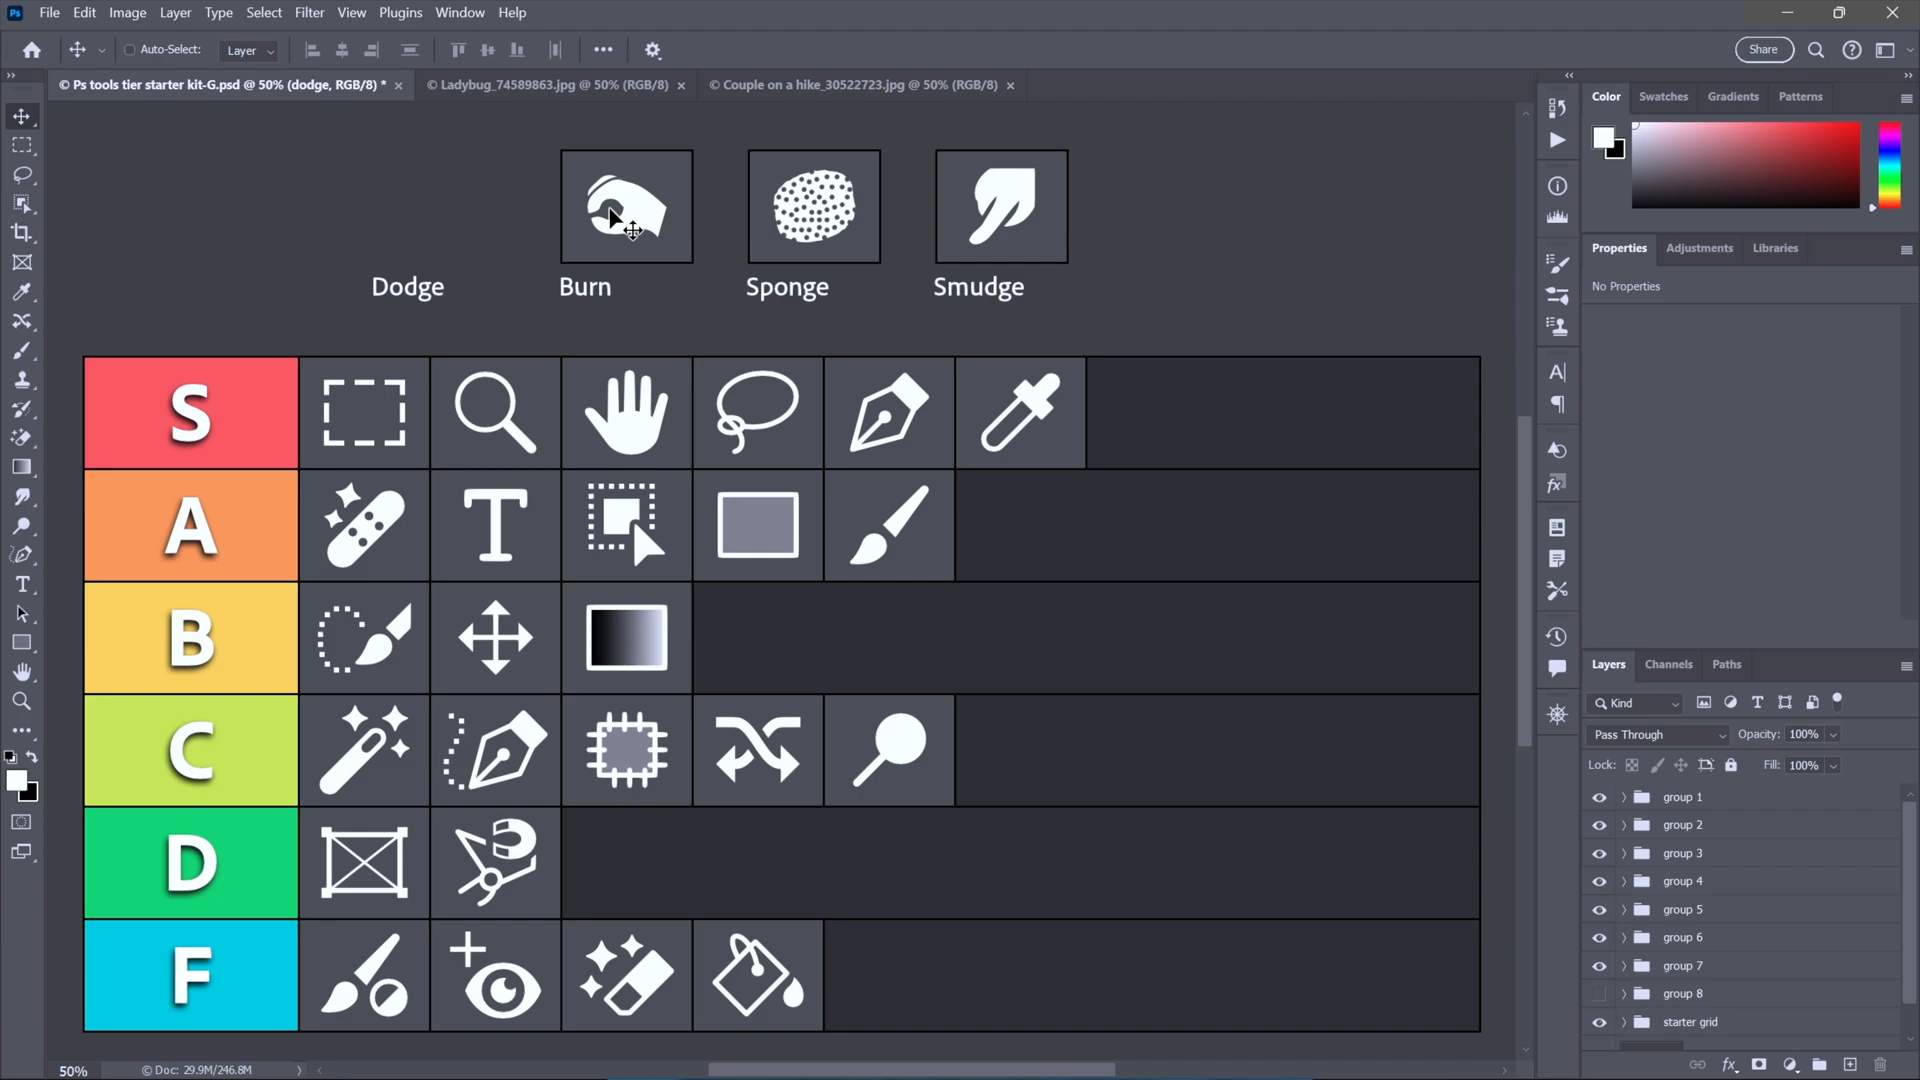 Ps File Edit Image Layer Type Select Filter View Plugins Window Help
Auto-Select: Layer Share
© Ps tools tier starter kit-G.psd @ 50% (dodge, RGB/8) * © Ladybug_74589863.jpg @ 50% (RGB/8) © Couple on a hike_30522723.jpg @ 50% (RGB/8)
Dodge Burn Sponge Smudge
S
A
T
B
C
D
F
50% © Doc: 29.9M/246.8M
Color Swatches Gradients Patterns
Properties Adjustments Libraries
No Properties
Layers Channels Paths
Kind
Pass Through Opacity: 100%
Lock: Fill: 100%
group 1
group 2
group 3
group 4
group 5
group 6
group 7
group 8
starter grid
fx